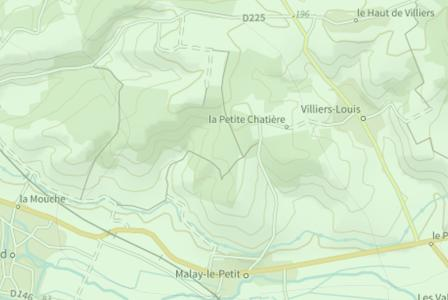 le Haut de Villiers
D225
196
Villiers-Louis
la Petite Chatière
la Mouche
Malay-le-Petit
D146